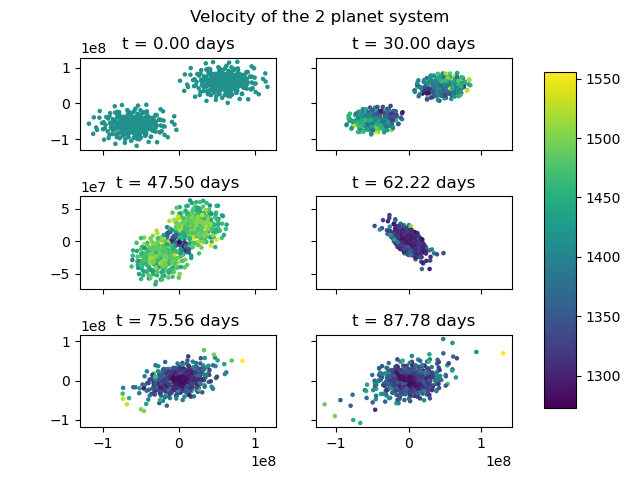 Velocity of the 2 planet system
t = 0.00 days
t = 30.00 days
1e8
1
0
−1
t = 47.50 days
t = 62.22 days
1e7
5
0
−5
t = 75.56 days
t = 87.78 days
1e8
1
0
−1
−1 0 1
1e8
−1 0 1
1e8
1550
1500
1450
1400
1350
1300